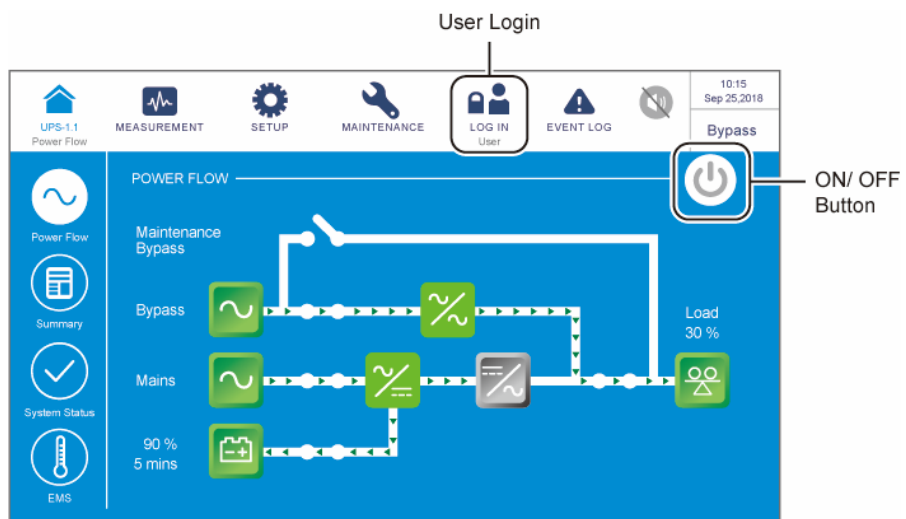 User Login
10:15
Sep 25,2018
UPS-1.1
MEASUREMENT
SETUP
MAINTENANCE
LOG IN
EVENT LOG
Power Flow
User
Bypass
POWER FLOW
ON/ OFF
Button
Power Flow
Maintenance
Bypass
Bypass
Load
30 %
Summary
Mains
System Status
90 %
5 mins
EMS